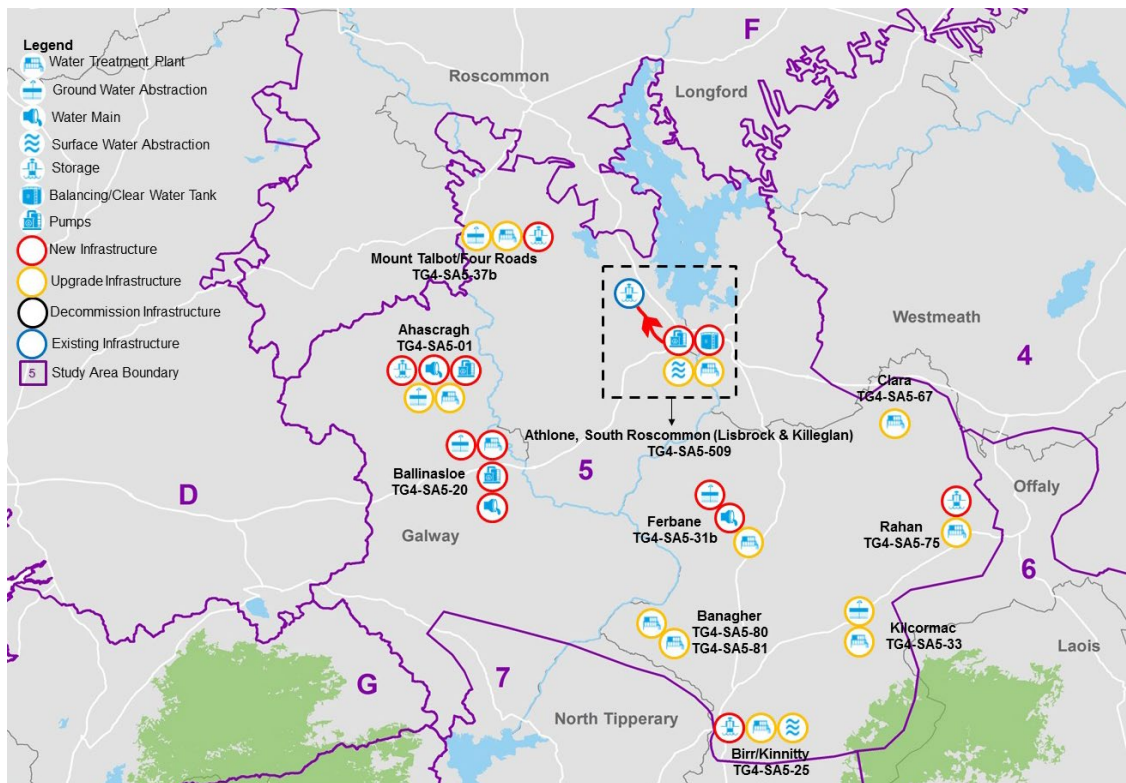 Legend
Water Treatment Plant
Ground Water Abstraction
Water Main
Surface Water Abstraction
Storage
Balancing/Clear Water Tank
Pumps
New Infrastructure
Upgrade Infrastructure
Decommission Infrastructure
Existing Infrastructure
5 Study Area Boundary
F
Roscommon
Longford
Mount Talbot/Four Roads
TG4-SA5-37b
Ahascragh
TG4-SA5-01
Westmeath
4
Clara
TG4-SA5-67
Athlone, South Roscommon (Lisbrock & Killeglan)
TG4-SA5-509
Ballinasloe
TG4-SA5-20
5
D
Galway
Ferbane
TG4-SA5-31b
Offaly
Rahan
TG4-SA5-75
6
Banagher
TG4-SA5-80
TG4-SA5-81
Kilcormac
TG4-SA5-33
Laois
G
7
North Tipperary
Birr/Kinnitty
TG4-SA5-25